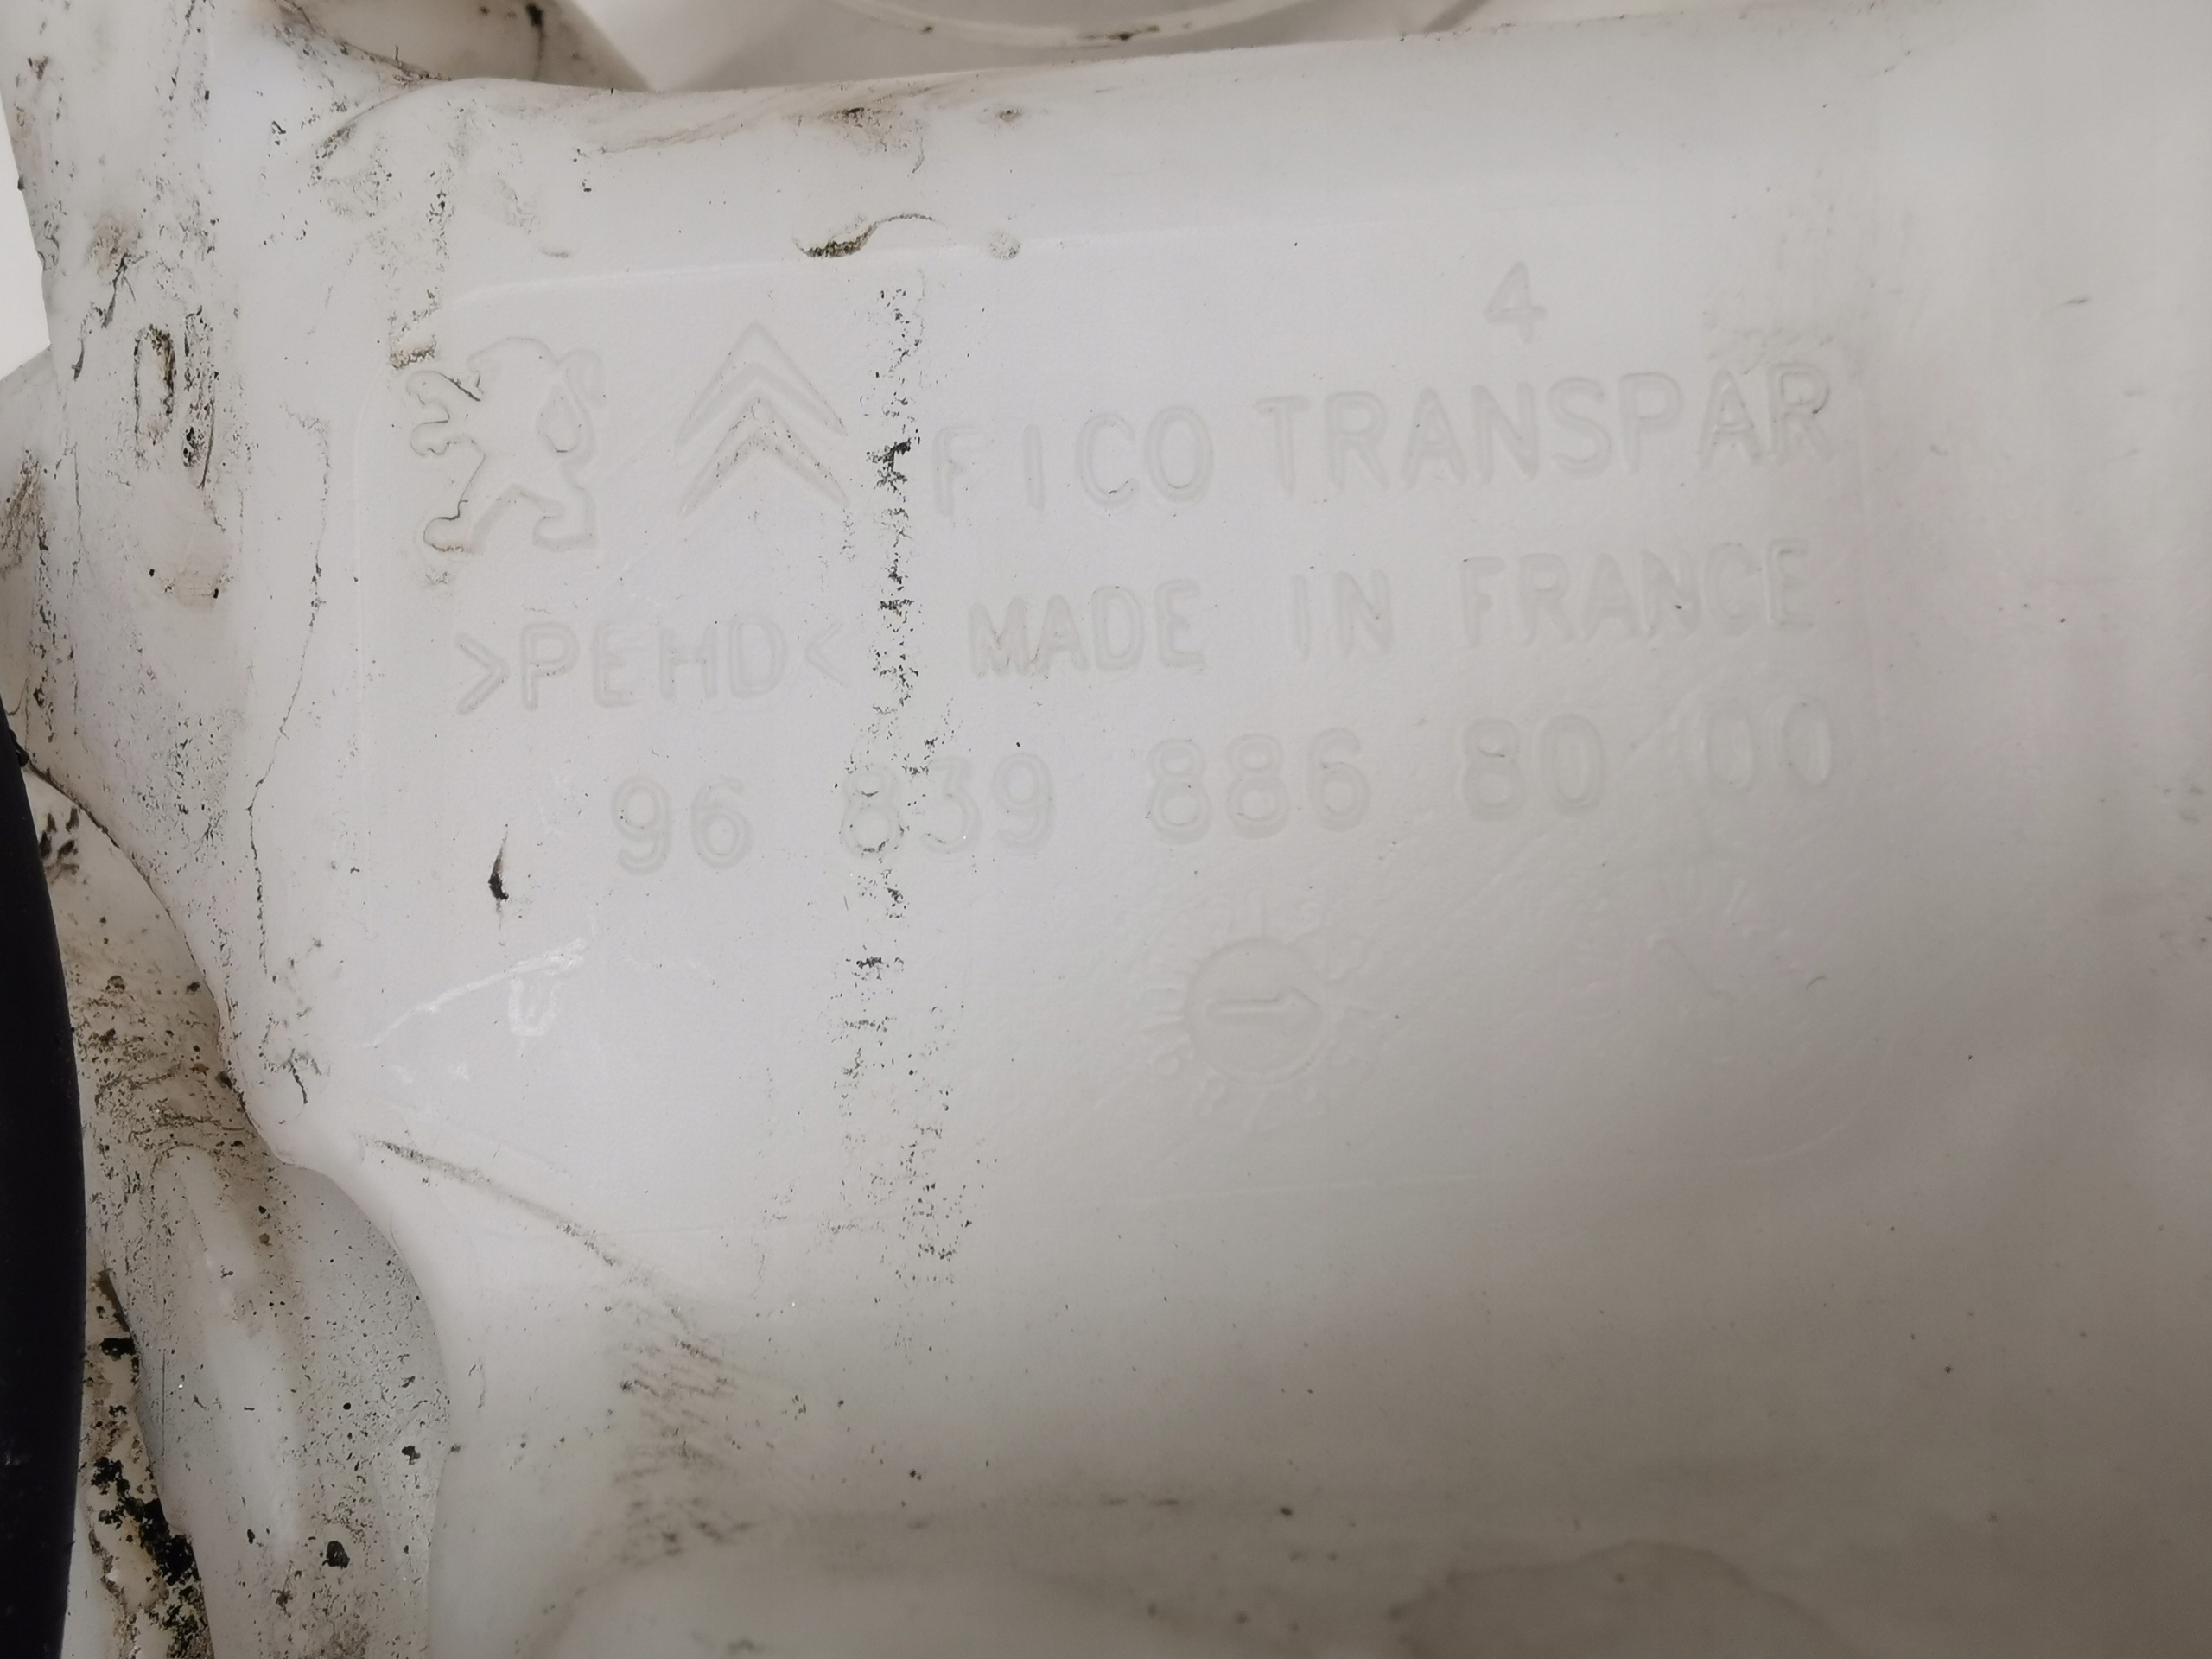 4
FICO TRANSPAR
>PEHD< MADE IN FRANCE
96 839 886 80 00